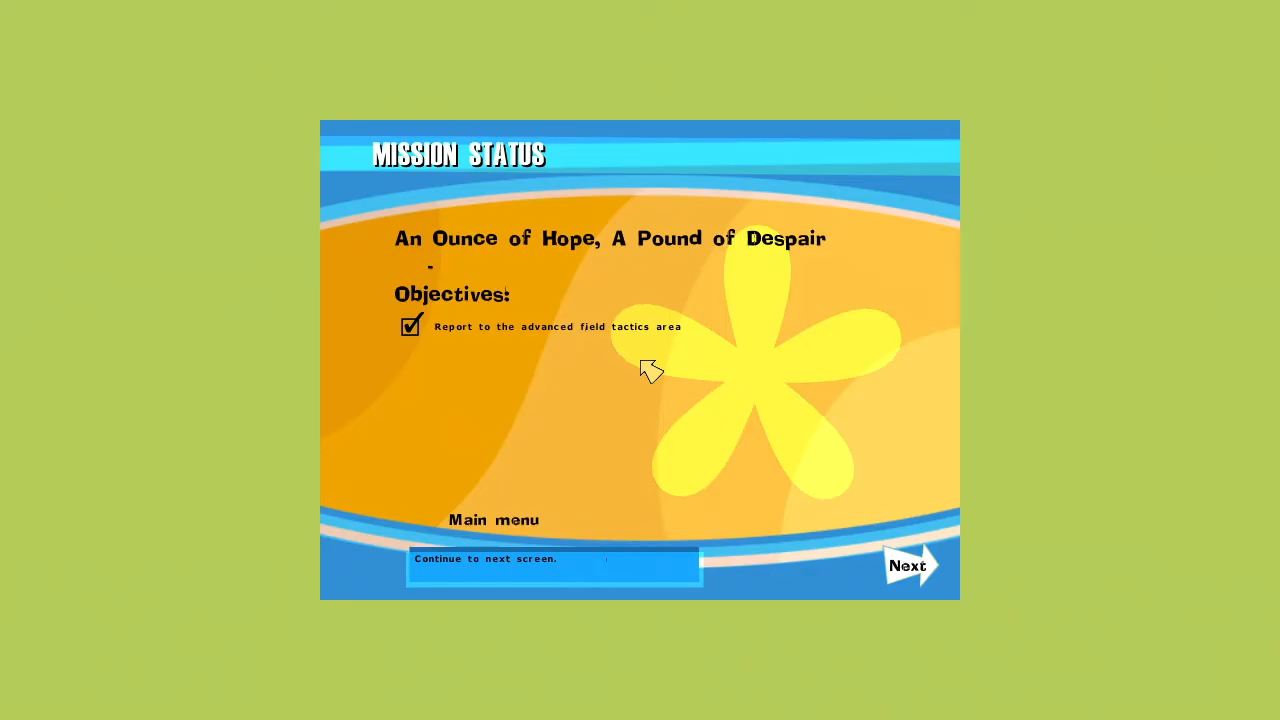 MISSION STATUS
An Ounce of Hope, A Pound of Despair
-
Objectives:
Report to the advanced field tactics area
Main menu
Continue to next screen.
Next